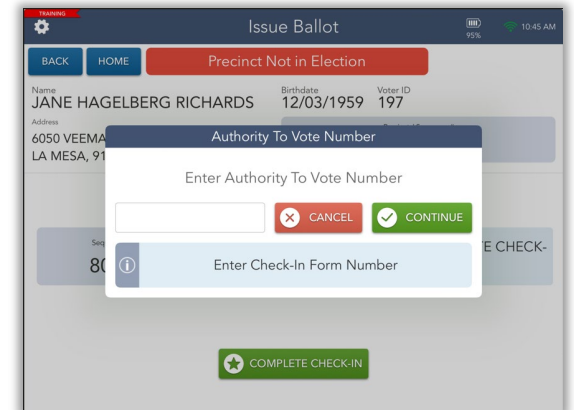 TRAINING
Issue Ballot
95%
10:45 AM
BACK HOME Precinct Not in Election
Name Birthdate Voter ID
JANE HAGELBERG RICHARDS 12/03/1959 197
Address
6050 VEEMA
LA MESA, 91
Authority To Vote Number
Enter Authority To Vote Number
CANCEL CONTINUE
Seq
80
E CHECK-
Enter Check-In Form Number
COMPLETE CHECK-IN